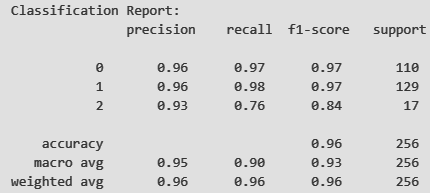 Classification Report:
precision recall f1-score support
0 0.96 0.97 0.97 110
1 0.96 0.98 0.97 129
2 0.93 0.76 0.84 17
accuracy 0.96 256
macro avg 0.95 0.90 0.93 256
weighted avg 0.96 0.96 0.96 256